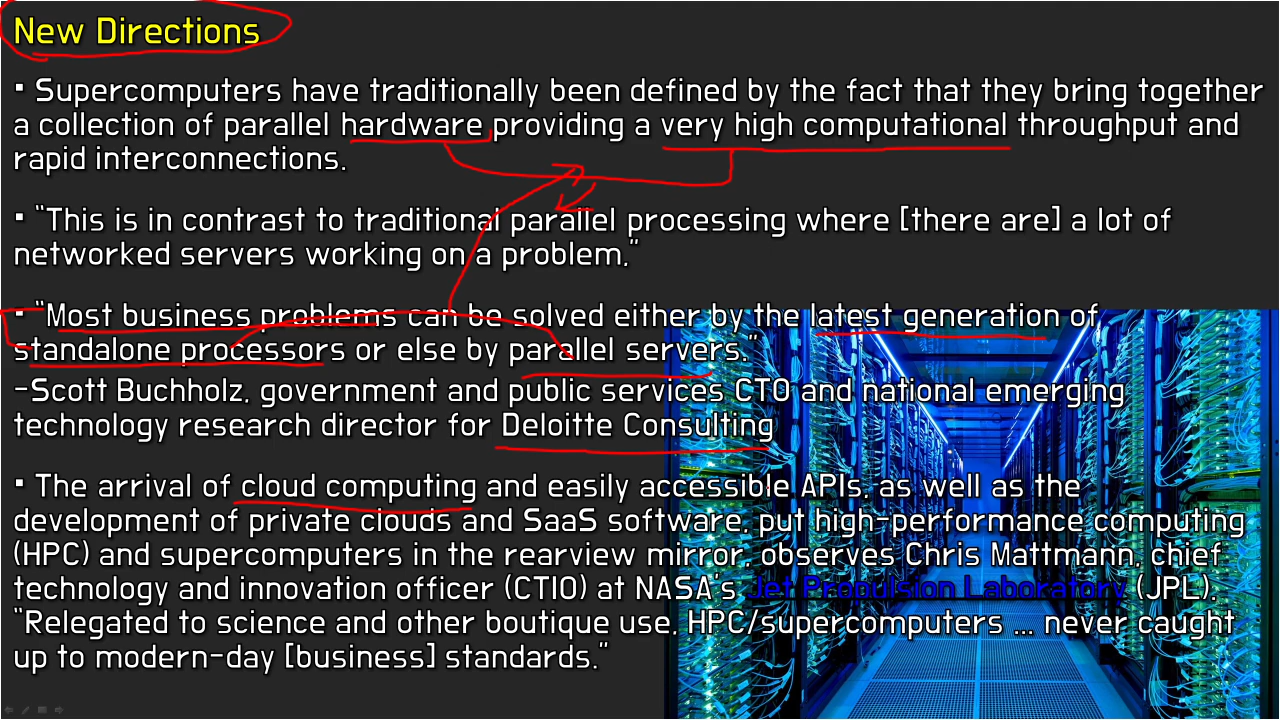 New Directions
▪ Supercomputers have traditionally been defined by the fact that they bring together
a collection of parallel hardware providing a very high computational throughput and
rapid interconnections.
▪ "This is in contrast to traditional parallel processing where [there are] a lot of
networked servers working on a problem."
▪ "Most business problems can be solved either by the latest generation of
standalone processors or else by parallel servers."
-Scott Buchholz, government and public services CTO and national emerging
technology research director for Deloitte Consulting
▪ The arrival of cloud computing and easily accessible APIs, as well as the
development of private clouds and SaaS software, put high-performance computing
(HPC) and supercomputers in the rearview mirror, observes Chris Mattmann, chief
technology and innovation officer (CTIO) at NASA's Jet Propulsion Laboratory (JPL).
"Relegated to science and other boutique use, HPC/supercomputers ... never caught
up to modern-day [business] standards."